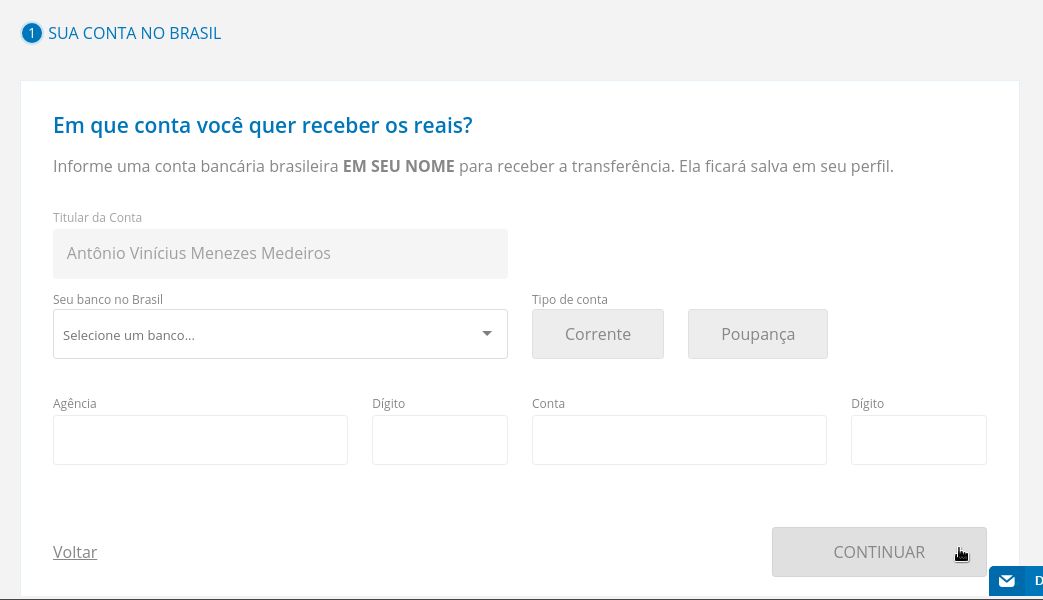 1 SUA CONTA NO BRASIL
Em que conta você quer receber os reais?
Informe uma conta bancária brasileira EM SEU NOME para receber a transferência. Ela ficará salva em seu perfil.
Titular da Conta
Antônio Vinícius Menezes Medeiros
Seu banco no Brasil Tipo de conta
Selecione um banco... Corrente Poupança
Agência Dígito Conta Dígito
Voltar CONTINUAR
D